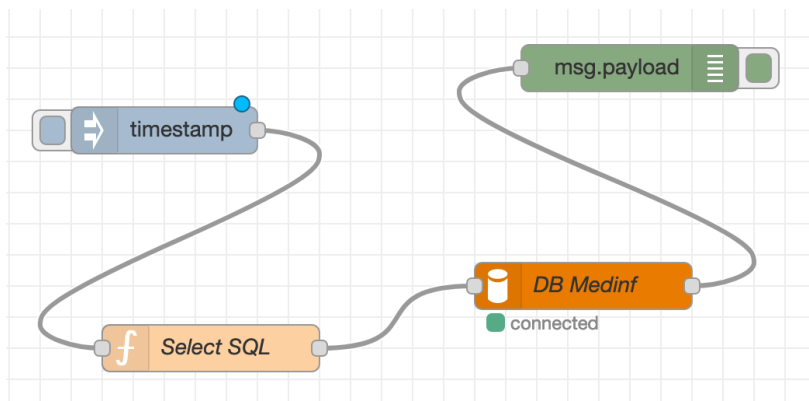 msg.payload
timestamp
DB Medinf
connected
Select SQL